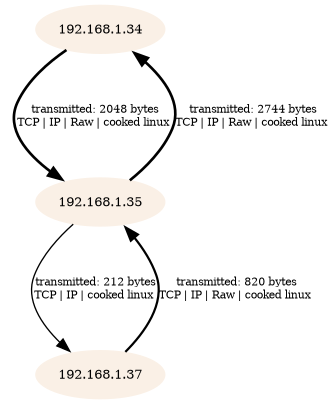 192.168.1.34
transmitted: 2048 bytes
TCP | IP | Raw | cooked linux
transmitted: 2744 bytes
TCP | IP | Raw | cooked linux
192.168.1.35
transmitted: 212 bytes
TCP | IP | cooked linux
transmitted: 820 bytes
TCP | IP | Raw | cooked linux
192.168.1.37